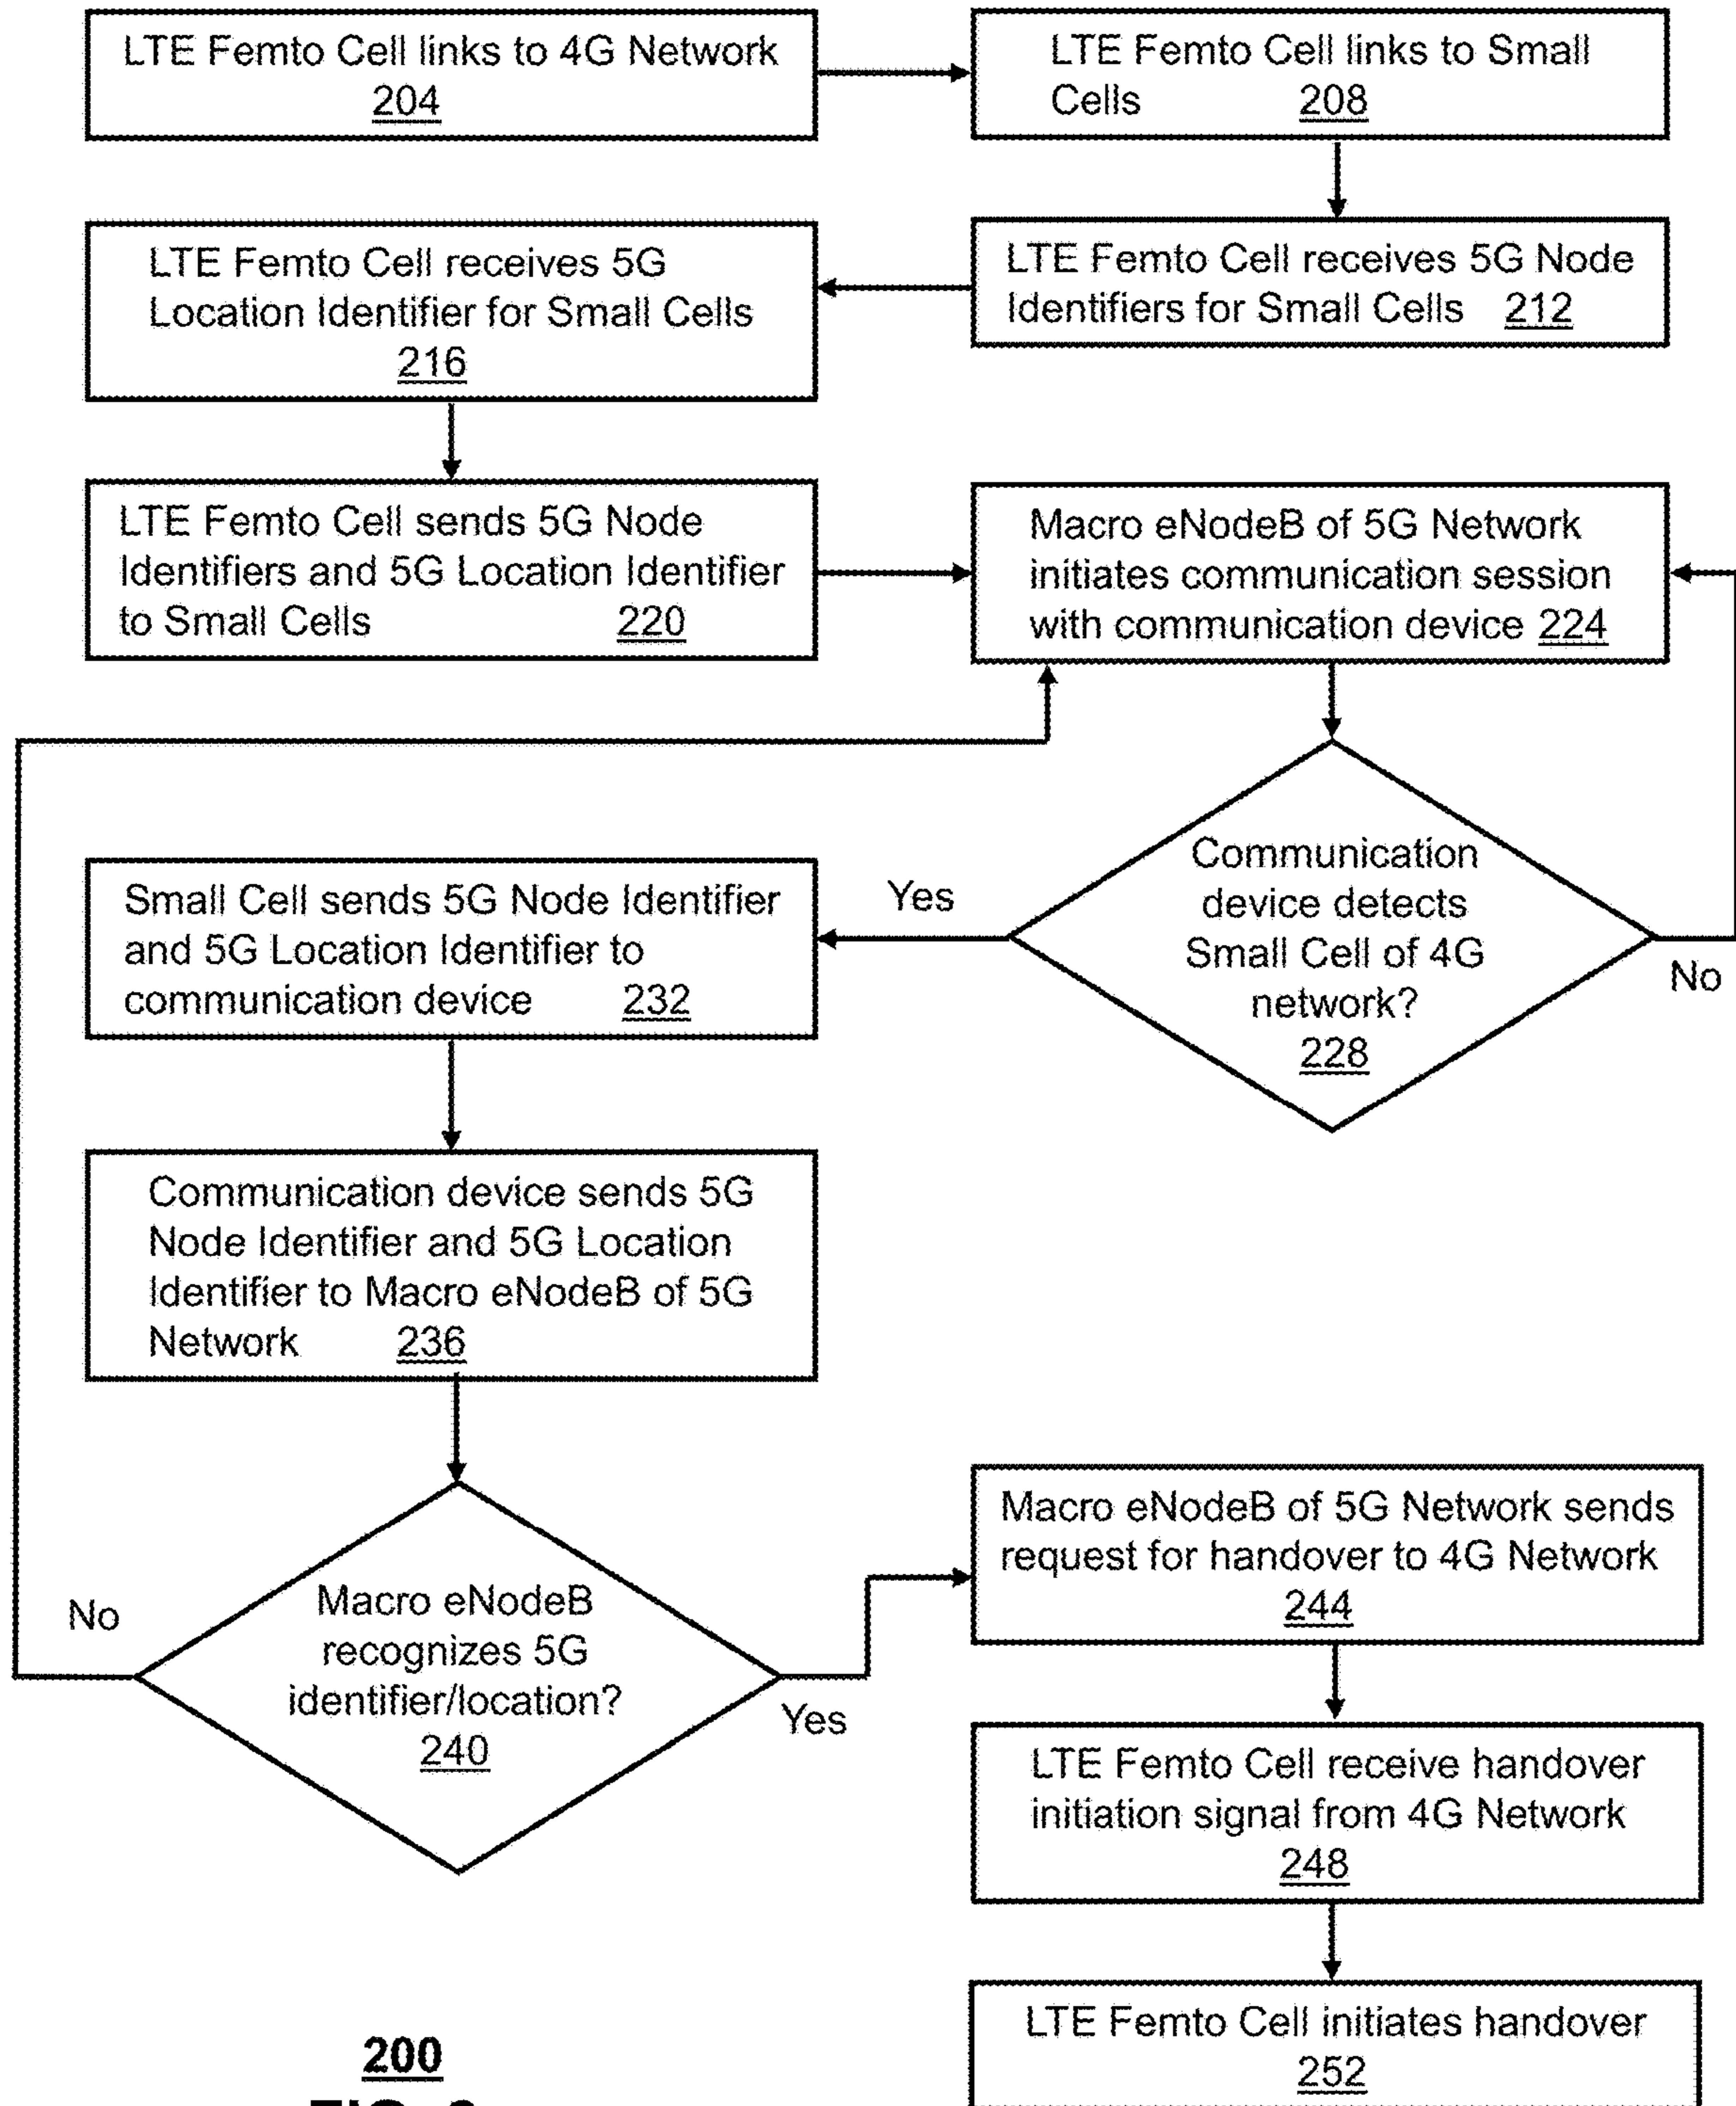 LTE Femto Cell links to 4G Network
204
LTE Femto Cell links to Small
Cells 208
LTE Femto Cell receives 5G Node
Identifiers for Small Cells 212
LTE Femto Cell receives 5G
Location Identifier for Small Cells
216
LTE Femto Cell sends 5G Node
Identifiers and 5G Location Identifier
to Small Cells 220
Macro eNodeB of 5G Network
initiates communication session
with communication device 224
Communication
device detects
Small Cell of 4G
network?
228
Yes
No
Small Cell sends 5G Node Identifier
and 5G Location Identifier to
communication device 232
Communication device sends 5G
Node Identifier and 5G Location
Identifier to Macro eNodeB of 5G
Network 236
Macro eNodeB
recognizes 5G
identifier/location?
240
No
Yes
Macro eNodeB of 5G Network sends
request for handover to 4G Network
244
LTE Femto Cell receive handover
initiation signal from 4G Network
248
LTE Femto Cell initiates handover
252
200